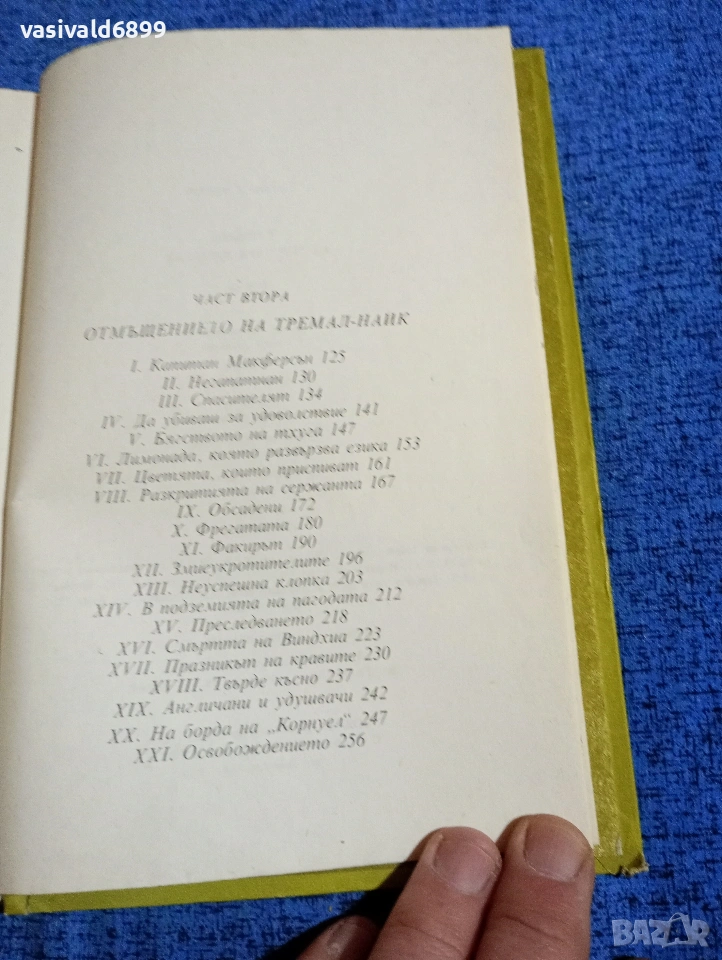 vasivald6899
ЧАСТ ВТОРА
ОТМЪЩЕНИЕТО НА ТРЕМАЛ-НАИК
I. Капитан Макферсън 125
II. Негапатнан 130
III. Спасителят 134
IV. Да убиваш за удоволствие 141
V. Бягството на тхуга 147
VI. Лимонада, която развързва езика 153
VII. Цветята, които приспиват 161
VIII. Разкритията на сержанта 167
IX. Обсадени 172
X. Фрегатата 180
XI. Факирът 190
XII. Змиеукротителите 196
XIII. Неуспешна клопка 203
XIV. В подземията на пагодата 212
XV. Преследването 218
XVI. Смъртта на Виндхиа 223
XVII. Празникът на кравите 230
XVIII. Твърде късно 237
XIX. Англичани и удушвачи 242
XX. На борда на „Корнуел“ 247
XXI. Освобождението 256
BAZAR